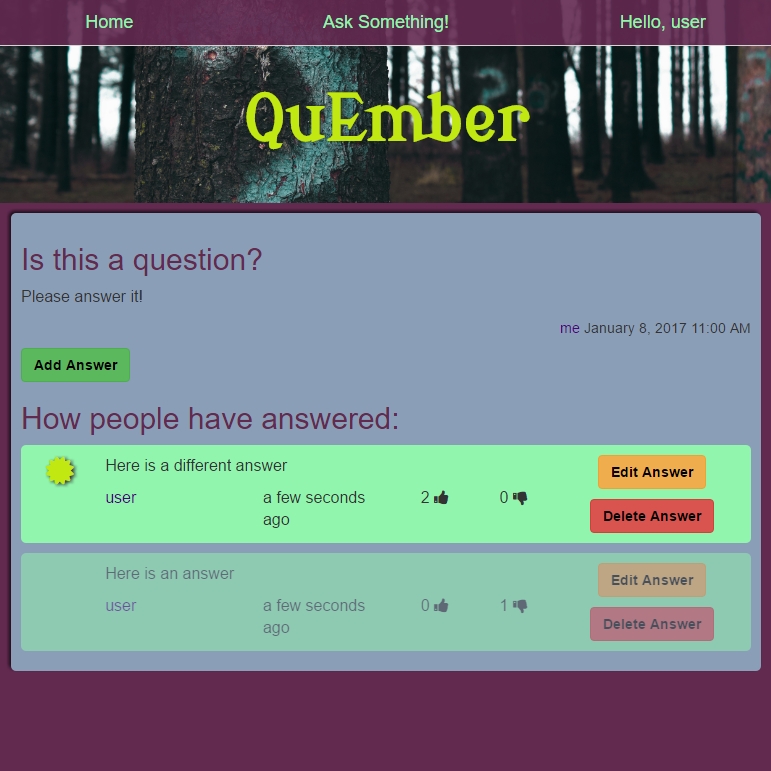 Home Ask Something! Hello, user
QuEmber
Is this a question?
Please answer it!
me January 8, 2017 11:00 AM
Add Answer
How people have answered:
Here is a different answer
Edit Answer
user a few seconds ago 2 0
Delete Answer
Here is an answer
Edit Answer
user a few seconds ago 0 1
Delete Answer